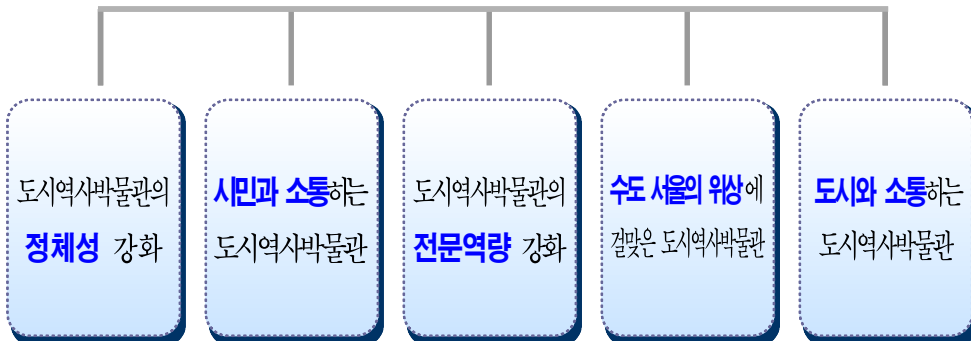 도시역사박물관의
정체성 강화
시민과 소통하는
도시역사박물관
도시역사박물관의
전문역량 강화
수도 서울의 위상에
걸맞은 도시역사박물관
도시와 소통하는
도시역사박물관